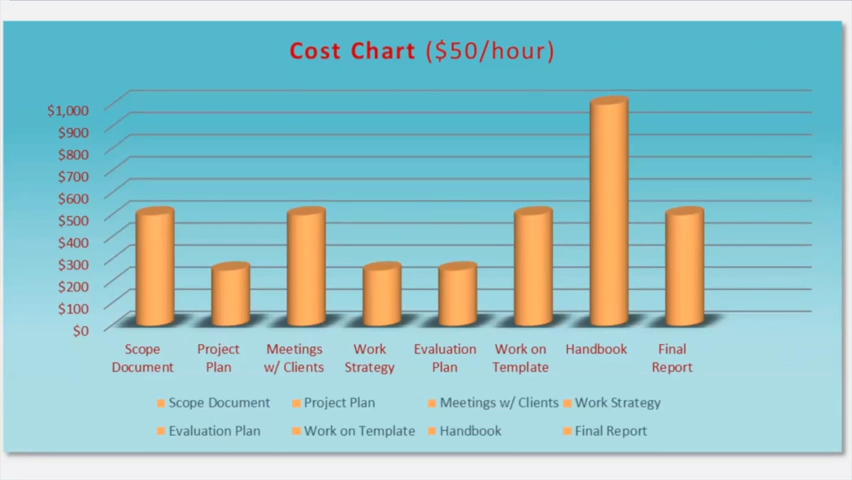 Cost Chart ($50/hour)
$1,000
$900
$800
$700
$600
$500
$400
$300
$200
$100
$0
Scope Document
Project Plan
Meetings w/ Clients
Work Strategy
Evaluation Plan
Work on Template
Handbook
Final Report
Scope Document Project Plan Meetings w/ Clients Work Strategy
Evaluation Plan Work on Template Handbook Final Report